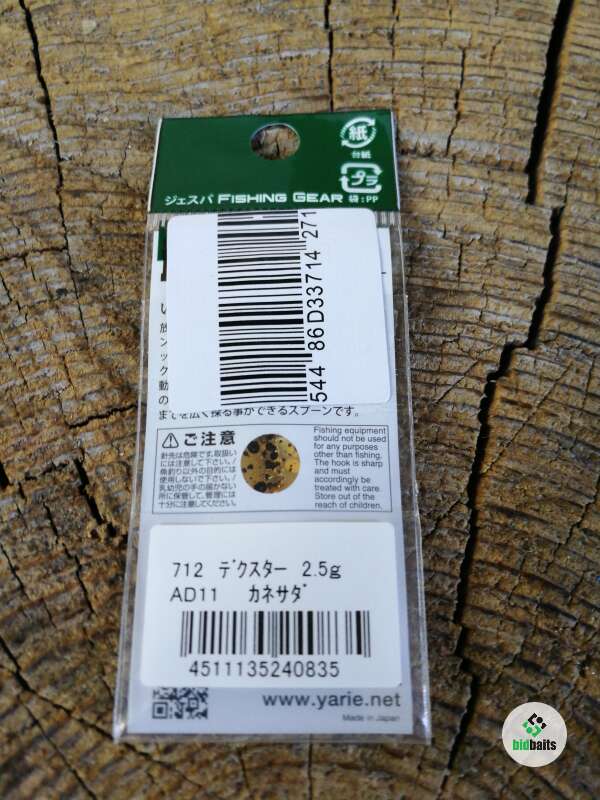 紙
台紙
プラ
ジェスパ FISHING GEAR 袋:PP
544 86D33714 271
い
放
ンック
動
の
までを広く探る事ができるスプーンです。
ご注意
針先は危険です。取扱い
には注意して下さい。/
魚釣り以外の目的には
使用しないで下さい。/
乳幼児の手の届かない
所に保管して、管理には
十分に注意してください。
Fishing equipment
should not be used
for any purposes
other than fishing.
The hook is sharp
and must
accordingly be
treated with care.
Store out of the
reach of children.
712 デクスター 2.5g
AD11 カネサダ
4511135240835
www.yarie.net
Made in Japan
bidbaits